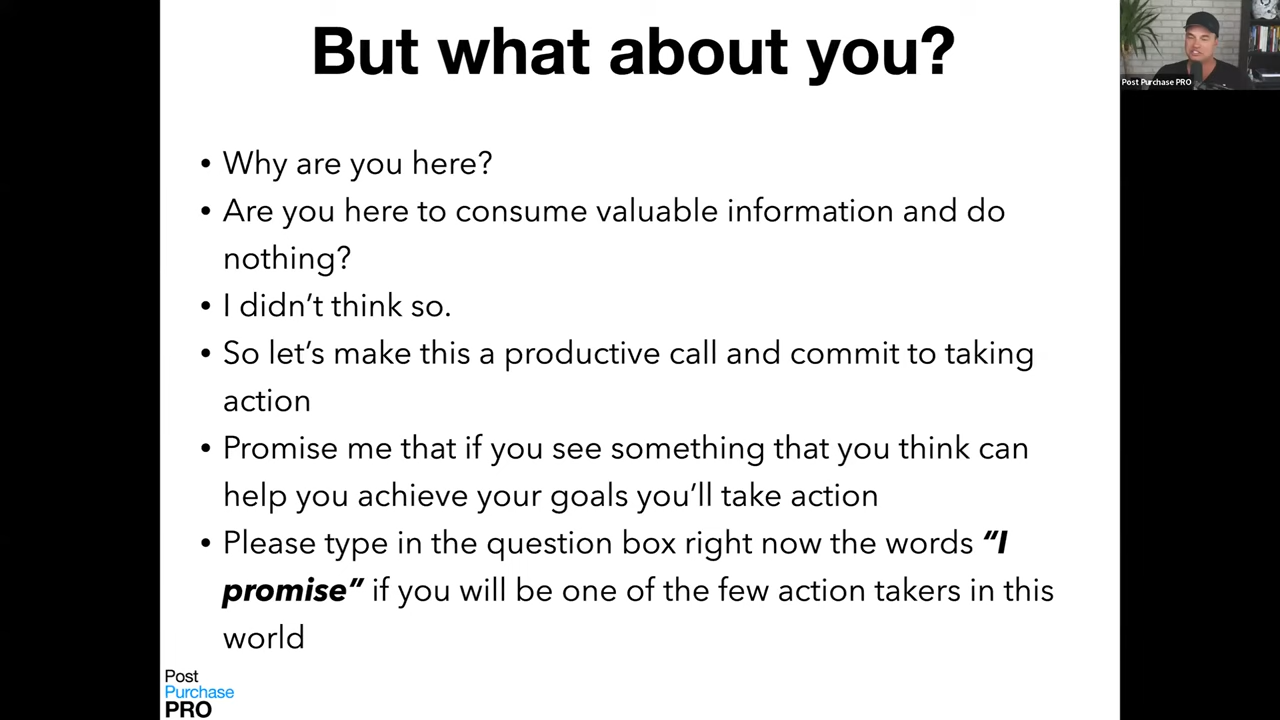 But what about you?
Post Purchase PRO
• Why are you here?
• Are you here to consume valuable information and do
nothing?
• I didn’t think so.
• So let’s make this a productive call and commit to taking
action
• Promise me that if you see something that you think can
help you achieve your goals you’ll take action
• Please type in the question box right now the words “I
promise” if you will be one of the few action takers in this
world
Post
Purchase
PRO